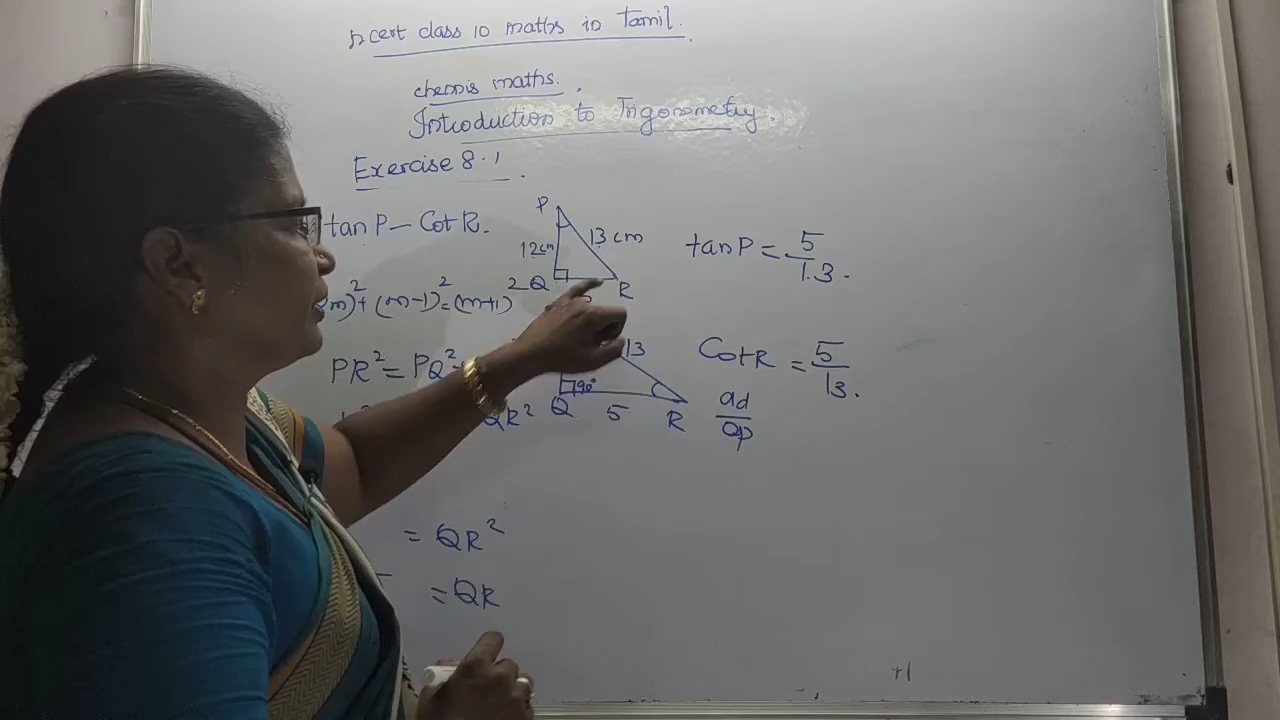 ncert class 10 maths in Tamil.
chennis maths.
Introduction to Trigonometry.
Exercise 8.1
tan P - Cot R.
P
12cm
13 cm
Q
R
tan P = 5/13.
m)² + (m-1)² = (m+1)²
PR² = PQ²
13
Cot R = 5/13.
90°
Q
5
R
ad/op
QR²
= QR²
= QR
+1